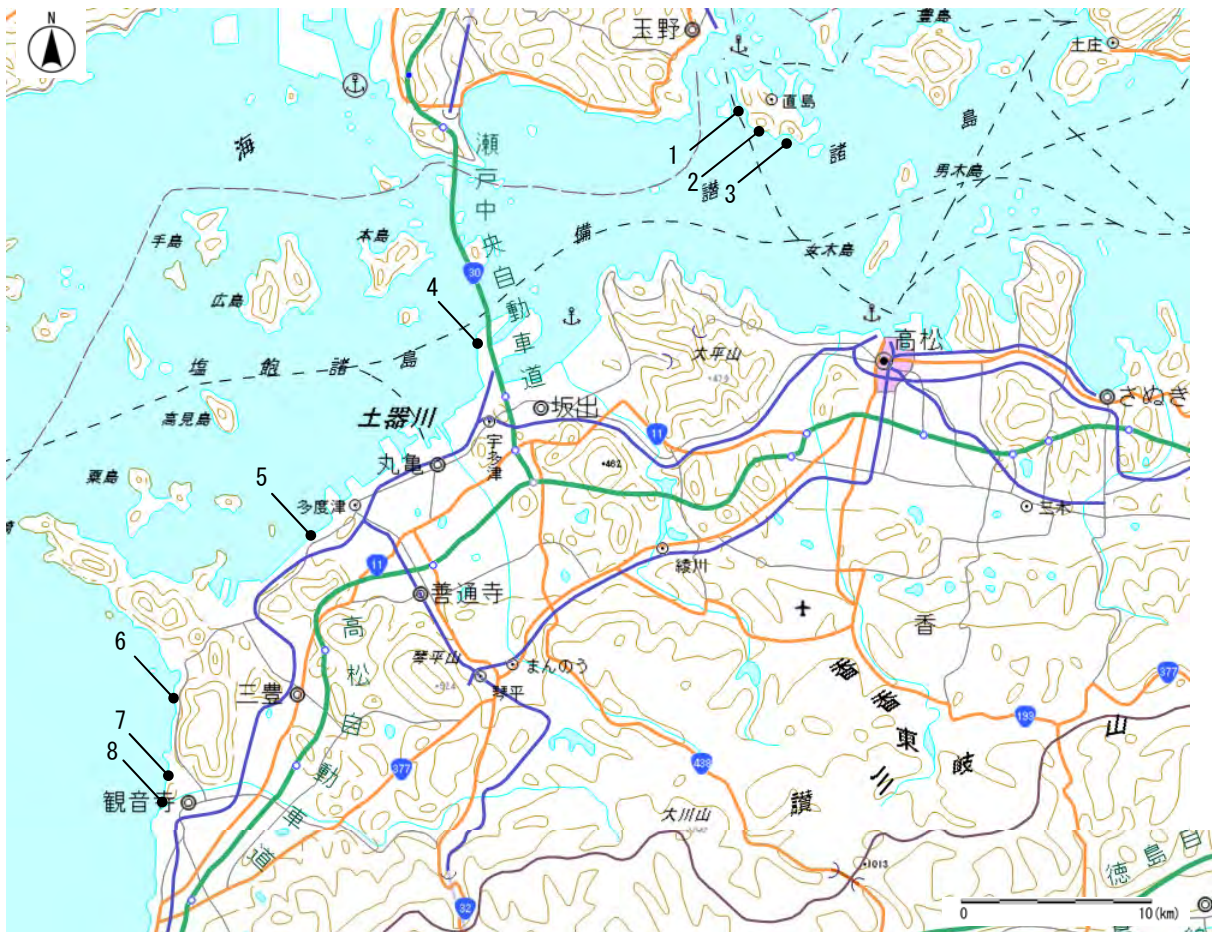 N
玉野
豊島
土庄
直島
1
2
3
諸
島
讃
男木島
女木島
海
瀬戸中央自動車道
手島
本島
備
30
広島
4
塩飽諸島
大平山
高松
高見島
土器川
坂出
宇多津
11
さぬき
丸亀
粟島
5
多度津
・462
三木
11
綾川
善通寺
香
6
高松自動車道
琴平山
まんのう
琴平
三豊
377
東
岐
山
193
7
8
377
438
讃
川
観音寺
大川山
・1013
徳島自
32
0 10(km)